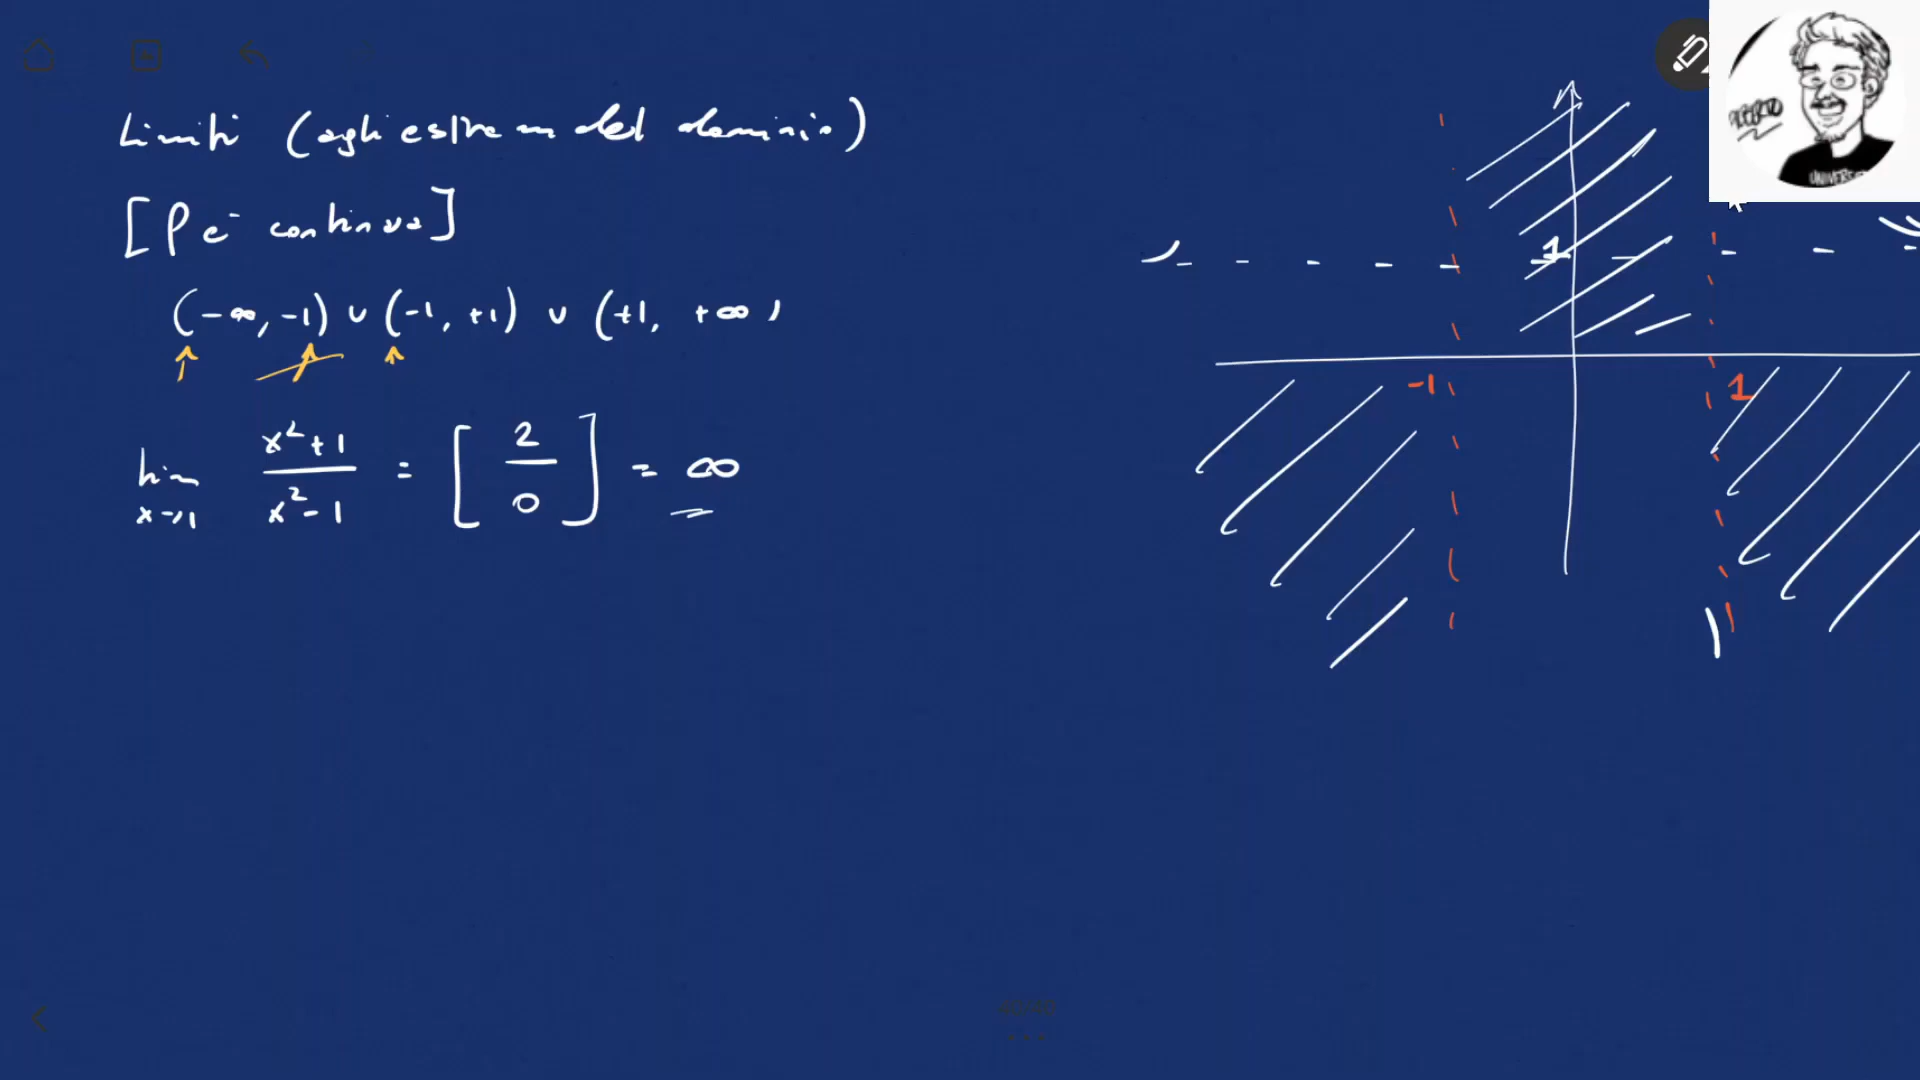 Limiti (agli estremi del dominio)
[f è continua]
(-∞, -1) ∪ (-1, +1) ∪ (+1, +∞)
lim x→1 x²+1 / x²-1 = [2/0] = ∞
1
-1
1